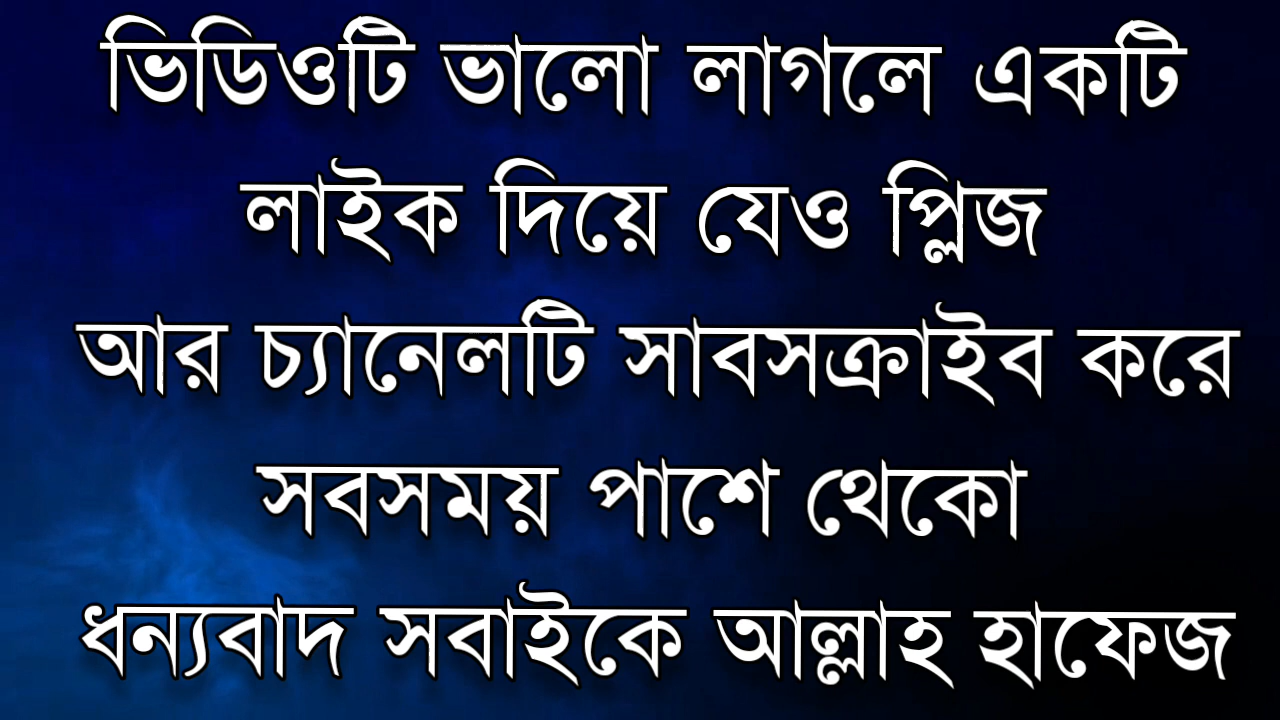 ভিডিওটি ভালো লাগলে একটি
লাইক দিয়ে যেও প্লিজ
আর চ্যানেলটি সাবসক্রাইব করে
সবসময় পাশে থেকো
ধন্যবাদ সবাইকে আল্লাহ হাফেজ